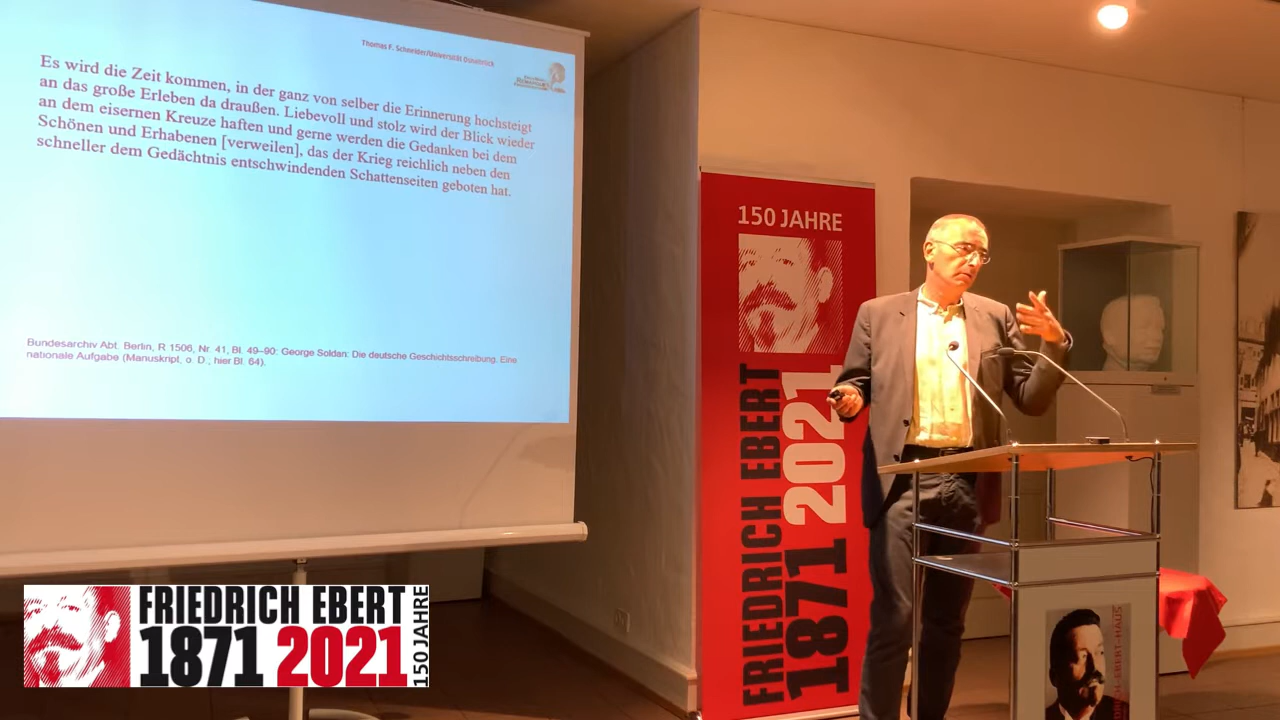 Thomas F. Schneider/Universität Osnabrück
Es wird die Zeit kommen, in der ganz von selber die Erinnerung hochsteigt
an das große Erleben da draußen. Liebevoll und stolz wird der Blick wieder
an dem eisernen Kreuze haften und gerne werden die Gedanken bei dem
Schönen und Erhabenen [verweilen], das der Krieg reichlich neben den
schneller dem Gedächtnis entschwindenden Schattenseiten geboten hat.
Bundesarchiv Abt. Berlin, R 1506, Nr. 41, Bl. 49–90: George Soldan: Die deutsche Geschichtsschreibung. Eine
nationale Aufgabe (Manuskript, o. D., hier Bl. 64).
150 JAHRE
FRIEDRICH EBERT
1871 2021
FRIEDRICH EBERT
1871 2021
150 JAHRE
EBERT-HAUS